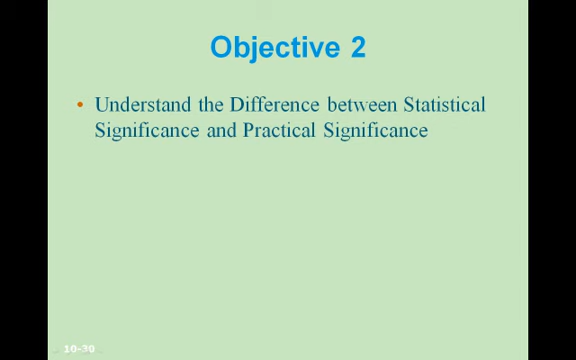 Objective 2
• Understand the Difference between Statistical
Significance and Practical Significance
10-30